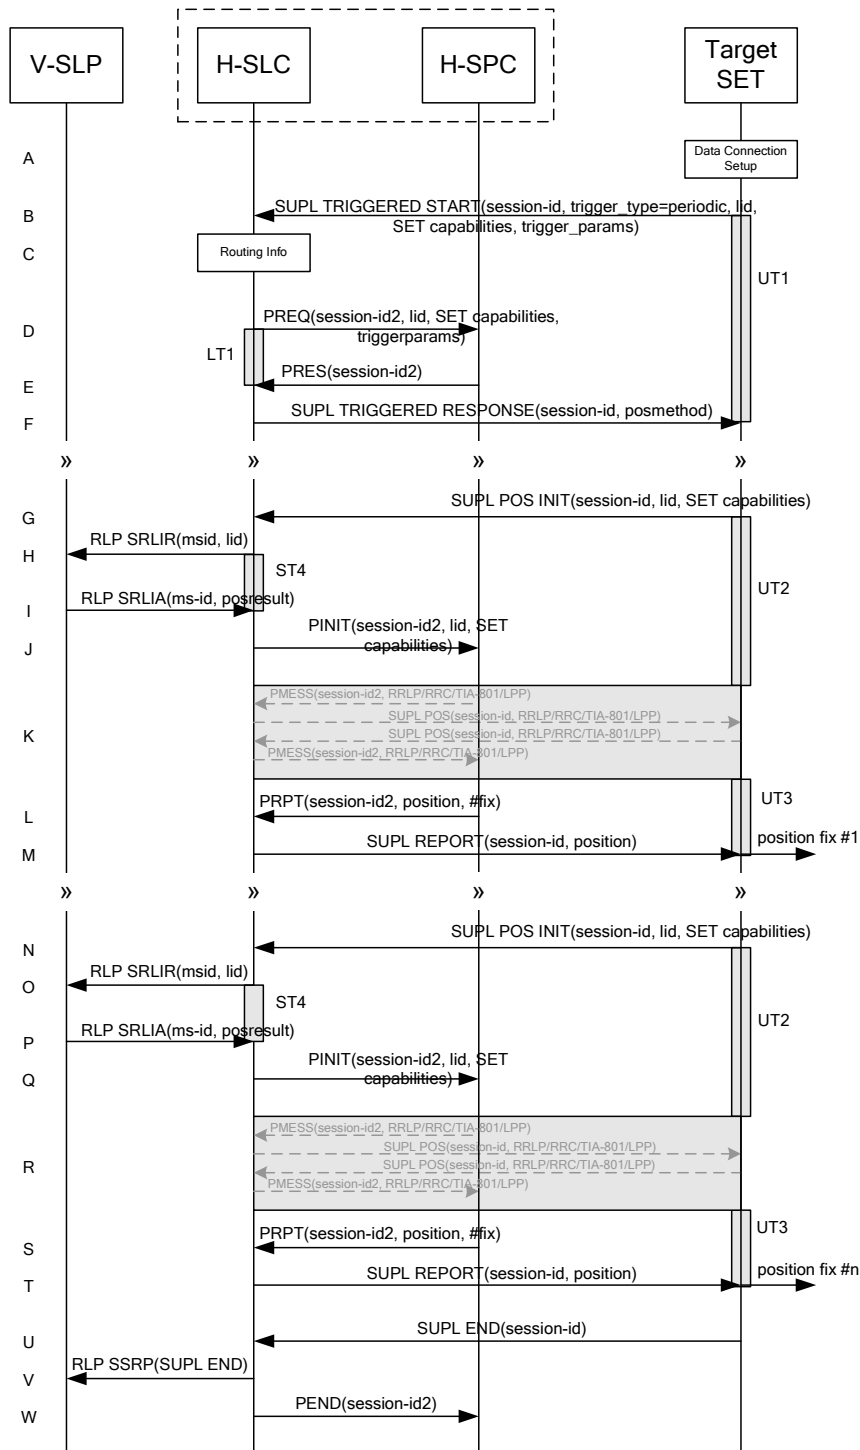 V-SLP
H-SLC
H-SPC
Target
SET
A
Data Connection
Setup
B
SUPL TRIGGERED START(session-id, trigger_type=periodic, lid,
SET capabilities, trigger_params)
C
Routing Info
UT1
D
PREQ(session-id2, lid, SET capabilities,
triggerparams)
LT1
E
PRES(session-id2)
F
SUPL TRIGGERED RESPONSE(session-id, posmethod)
» » » »
G
SUPL POS INIT(session-id, lid, SET capabilities)
H
RLP SRLIR(msid, lid)
ST4
UT2
I
RLP SRLIA(ms-id, posresult)
J
PINIT(session-id2, lid, SET
capabilities)
PMESS(session-id2, RRLP/RRC/TIA-801/LPP)
SUPL POS(session-id, RRLP/RRC/TIA-801/LPP)
K
SUPL POS(session-id, RRLP/RRC/TIA-801/LPP)
PMESS(session-id2, RRLP/RRC/TIA-801/LPP)
UT3
L
PRPT(session-id2, position, #fix)
M
SUPL REPORT(session-id, position)
position fix #1
» » » »
N
SUPL POS INIT(session-id, lid, SET capabilities)
O
RLP SRLIR(msid, lid)
ST4
UT2
P
RLP SRLIA(ms-id, posresult)
Q
PINIT(session-id2, lid, SET
capabilities)
PMESS(session-id2, RRLP/RRC/TIA-801/LPP)
SUPL POS(session-id, RRLP/RRC/TIA-801/LPP)
R
SUPL POS(session-id, RRLP/RRC/TIA-801/LPP)
PMESS(session-id2, RRLP/RRC/TIA-801/LPP)
UT3
S
PRPT(session-id2, position, #fix)
T
SUPL REPORT(session-id, position)
position fix #n
U
SUPL END(session-id)
V
RLP SSRP(SUPL END)
W
PEND(session-id2)